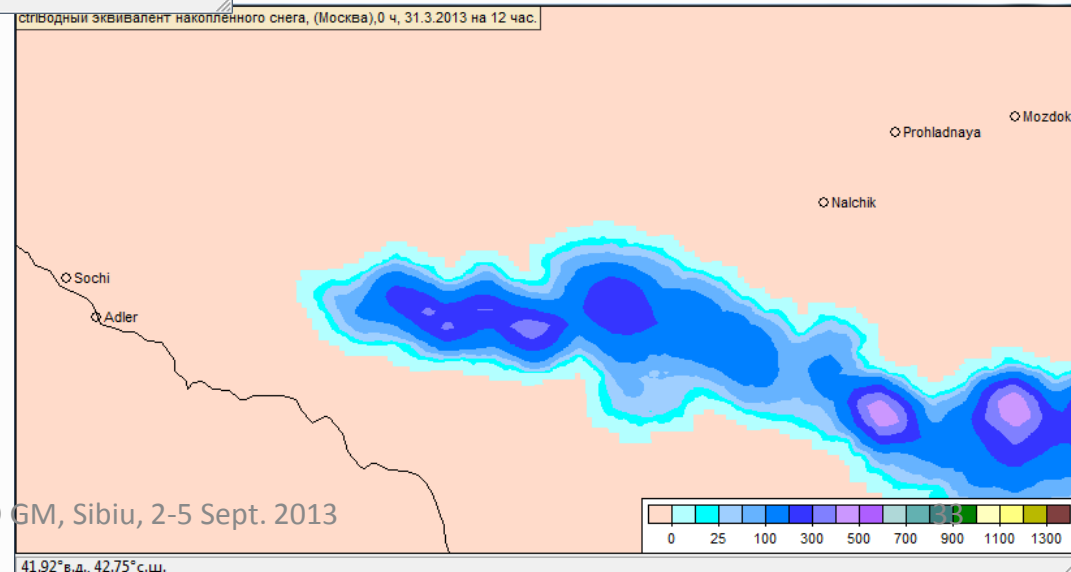 ctrlВодный эквивалент накопленного снега, (Москва),0 ч, 31.3.2013 на 12 час.
Mozdok
Prohladnaya
Nalchik
Sochi
Adler
GM, Sibiu, 2-5 Sept. 2013
33
0 25 100 300 500 700 900 1100 1300
41.92°в.д., 42.75°с.ш.